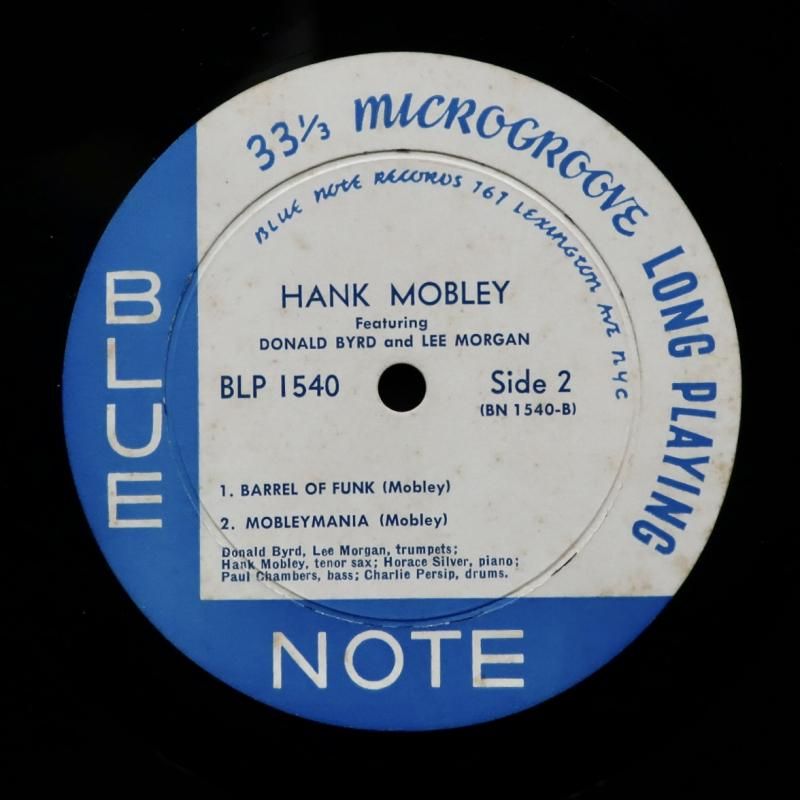 33⅓ MICROGROOVE LONG PLAYING
BLUE NOTE RECORDS 767 LEXINGTON AVE NYC
HANK MOBLEY
Featuring
DONALD BYRD and LEE MORGAN
BLP 1540
Side 2
(BN 1540-B)
1. BARREL OF FUNK (Mobley)
2. MOBLEYMANIA (Mobley)
Donald Byrd, Lee Morgan, trumpets;
Hank Mobley, tenor sax; Horace Silver, piano;
Paul Chambers, bass; Charlie Persip, drums.
BLUE
NOTE